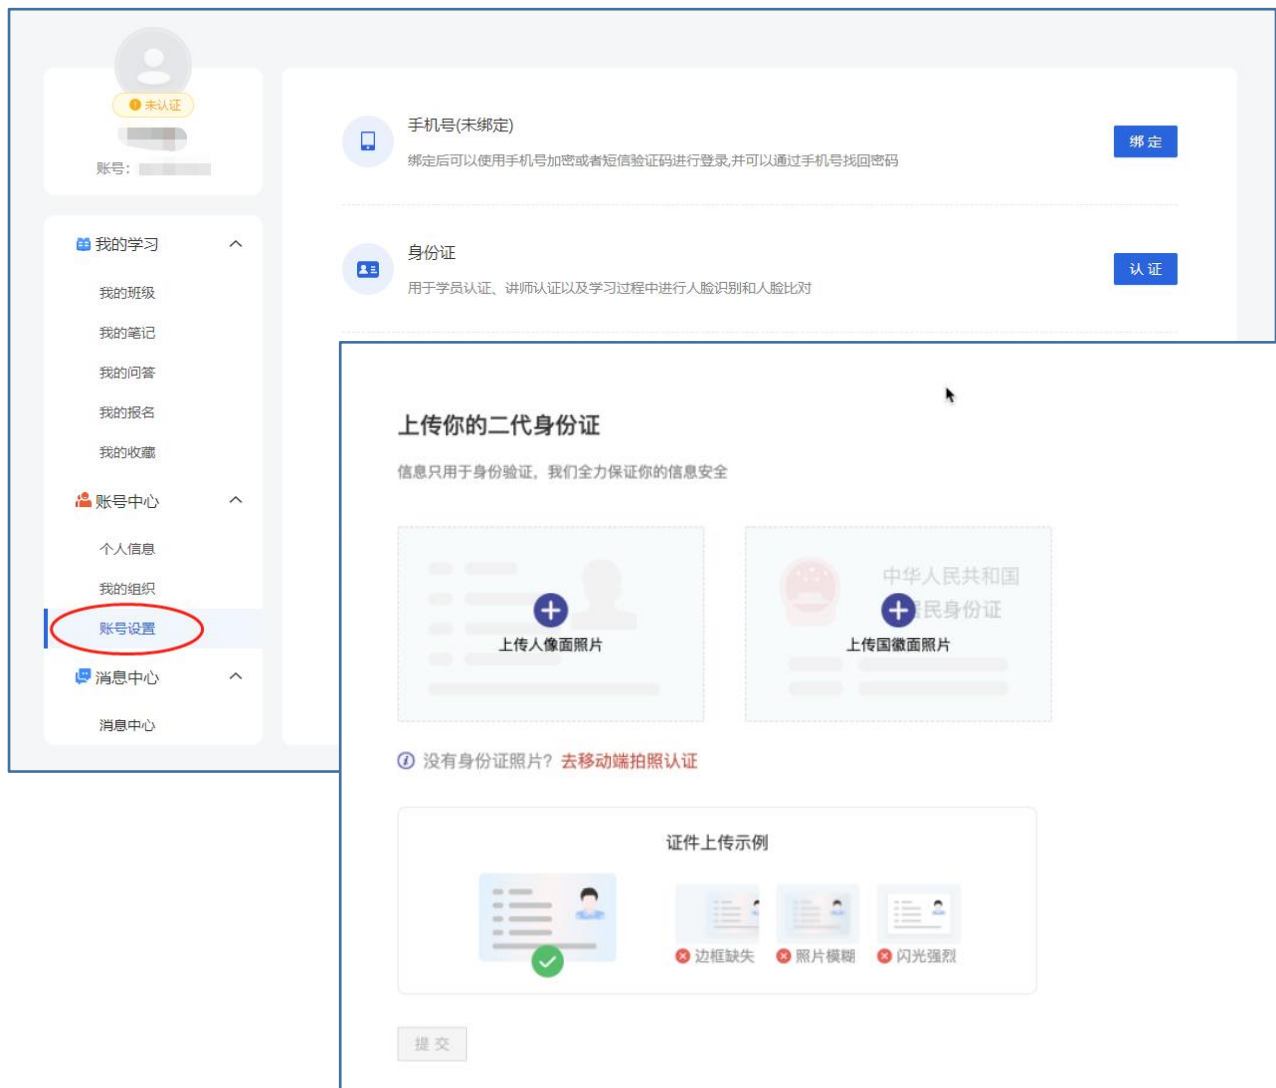 未认证
账号：
我的学习
我的班级
我的笔记
我的问答
我的报名
我的收藏
账号中心
个人信息
我的组织
账号设置
消息中心
消息中心
手机号(未绑定)
绑定后可以使用手机号加密或者短信验证码进行登录,并可以通过手机号找回密码
绑定
身份证
用于学员认证、讲师认证以及学习过程中进行人脸识别和人脸比对
认证
上传你的二代身份证
信息只用于身份验证，我们全力保证你的信息安全
上传人像面照片
中华人民共和国
居民身份证
上传国徽面照片
没有身份证照片？去移动端拍照认证
证件上传示例
边框缺失
照片模糊
闪光强烈
提交